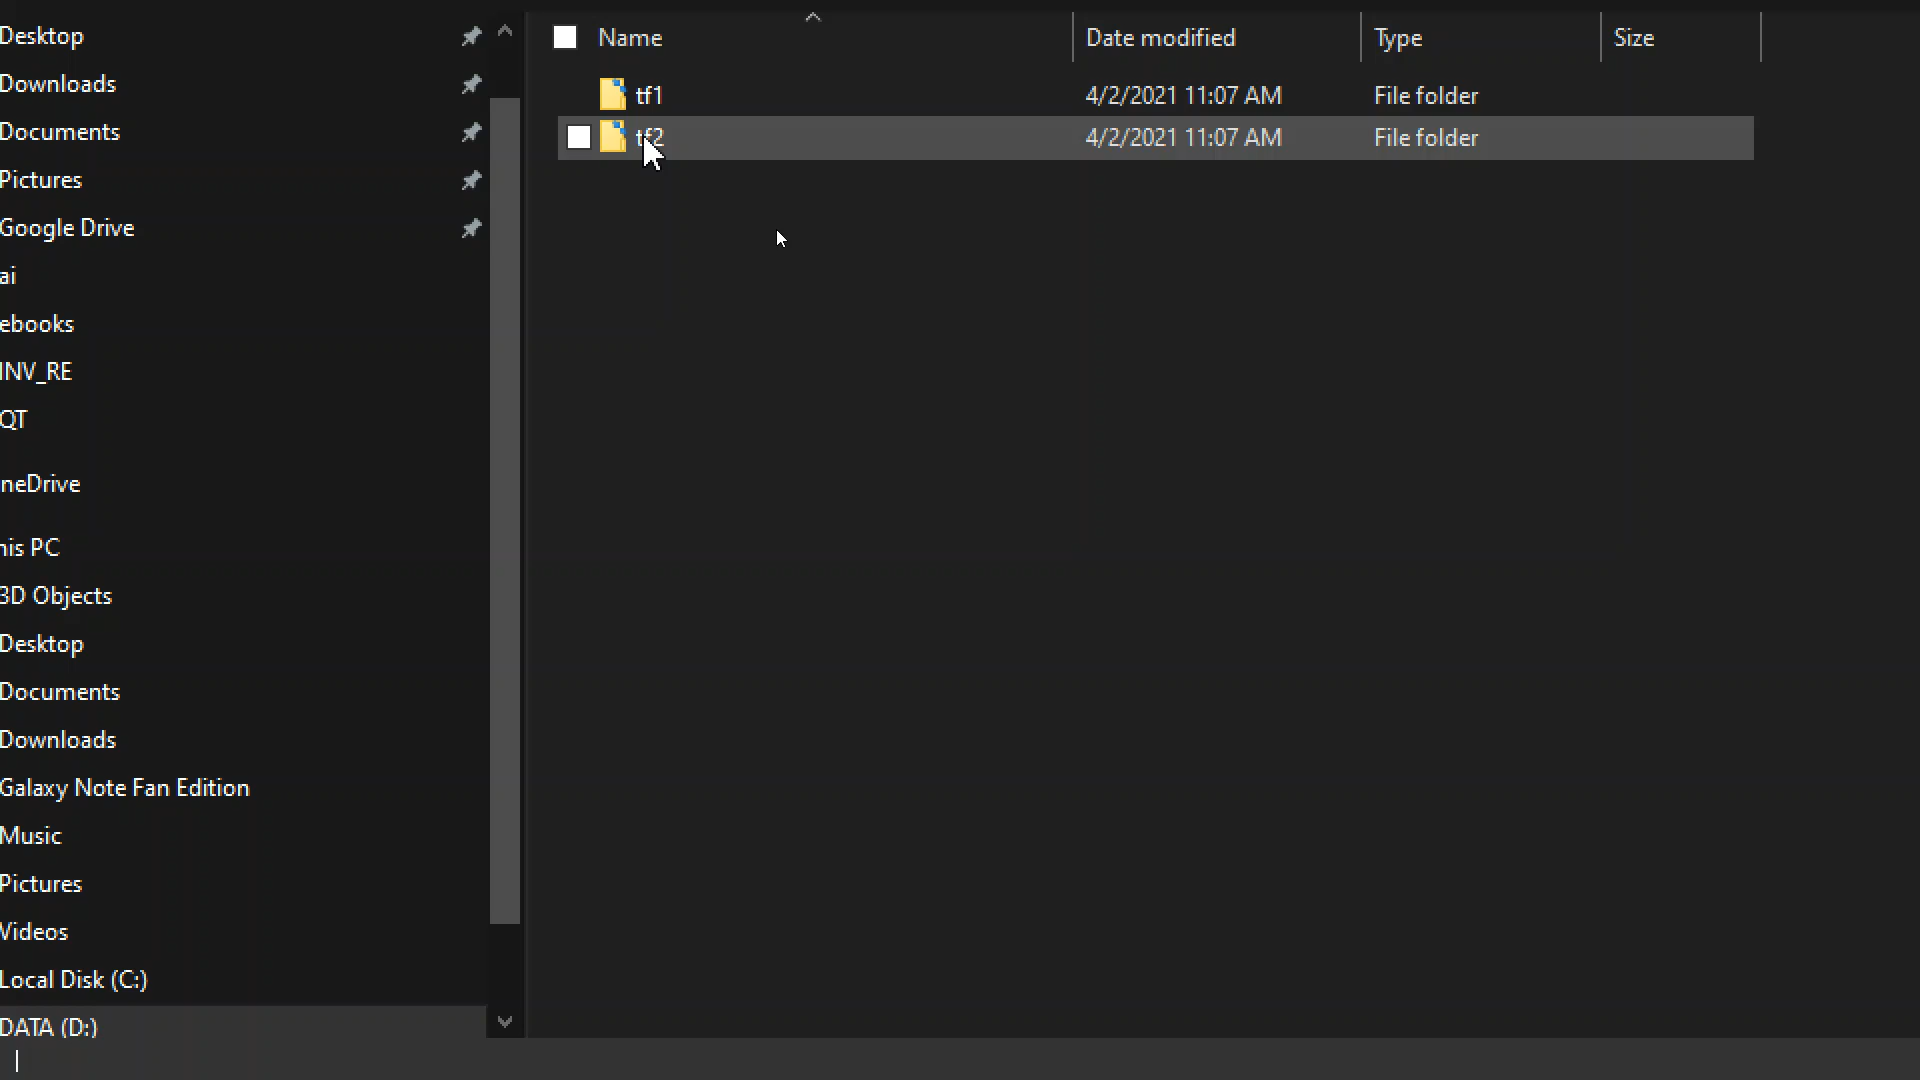 Desktop
Downloads
Documents
Pictures
Google Drive
ai
ebooks
INV_RE
QT
neDrive
his PC
3D Objects
Desktop
Documents
Downloads
Galaxy Note Fan Edition
Music
Pictures
Videos
Local Disk (C:)
DATA (D:)
Name Date modified Type Size
tf1 4/2/2021 11:07 AM File folder
tf2 4/2/2021 11:07 AM File folder